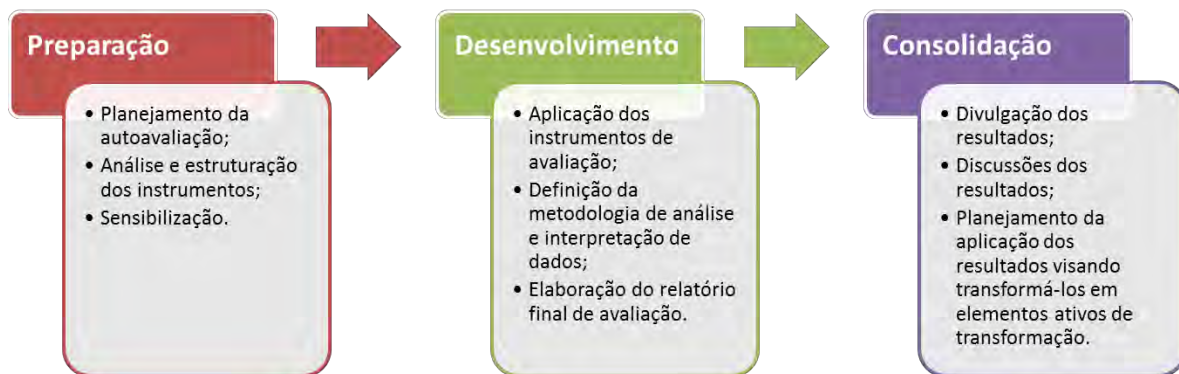 Preparação
• Planejamento da
autoavaliação;
• Análise e estruturação
dos instrumentos;
• Sensibilização.
Desenvolvimento
• Aplicação dos
instrumentos de
avaliação;
• Definição da
metodologia de análise
e interpretação de
dados;
• Elaboração do relatório
final de avaliação.
Consolidação
• Divulgação dos
resultados;
• Discussões dos
resultados;
• Planejamento da
aplicação dos
resultados visando
transformá-los em
elementos ativos de
transformação.